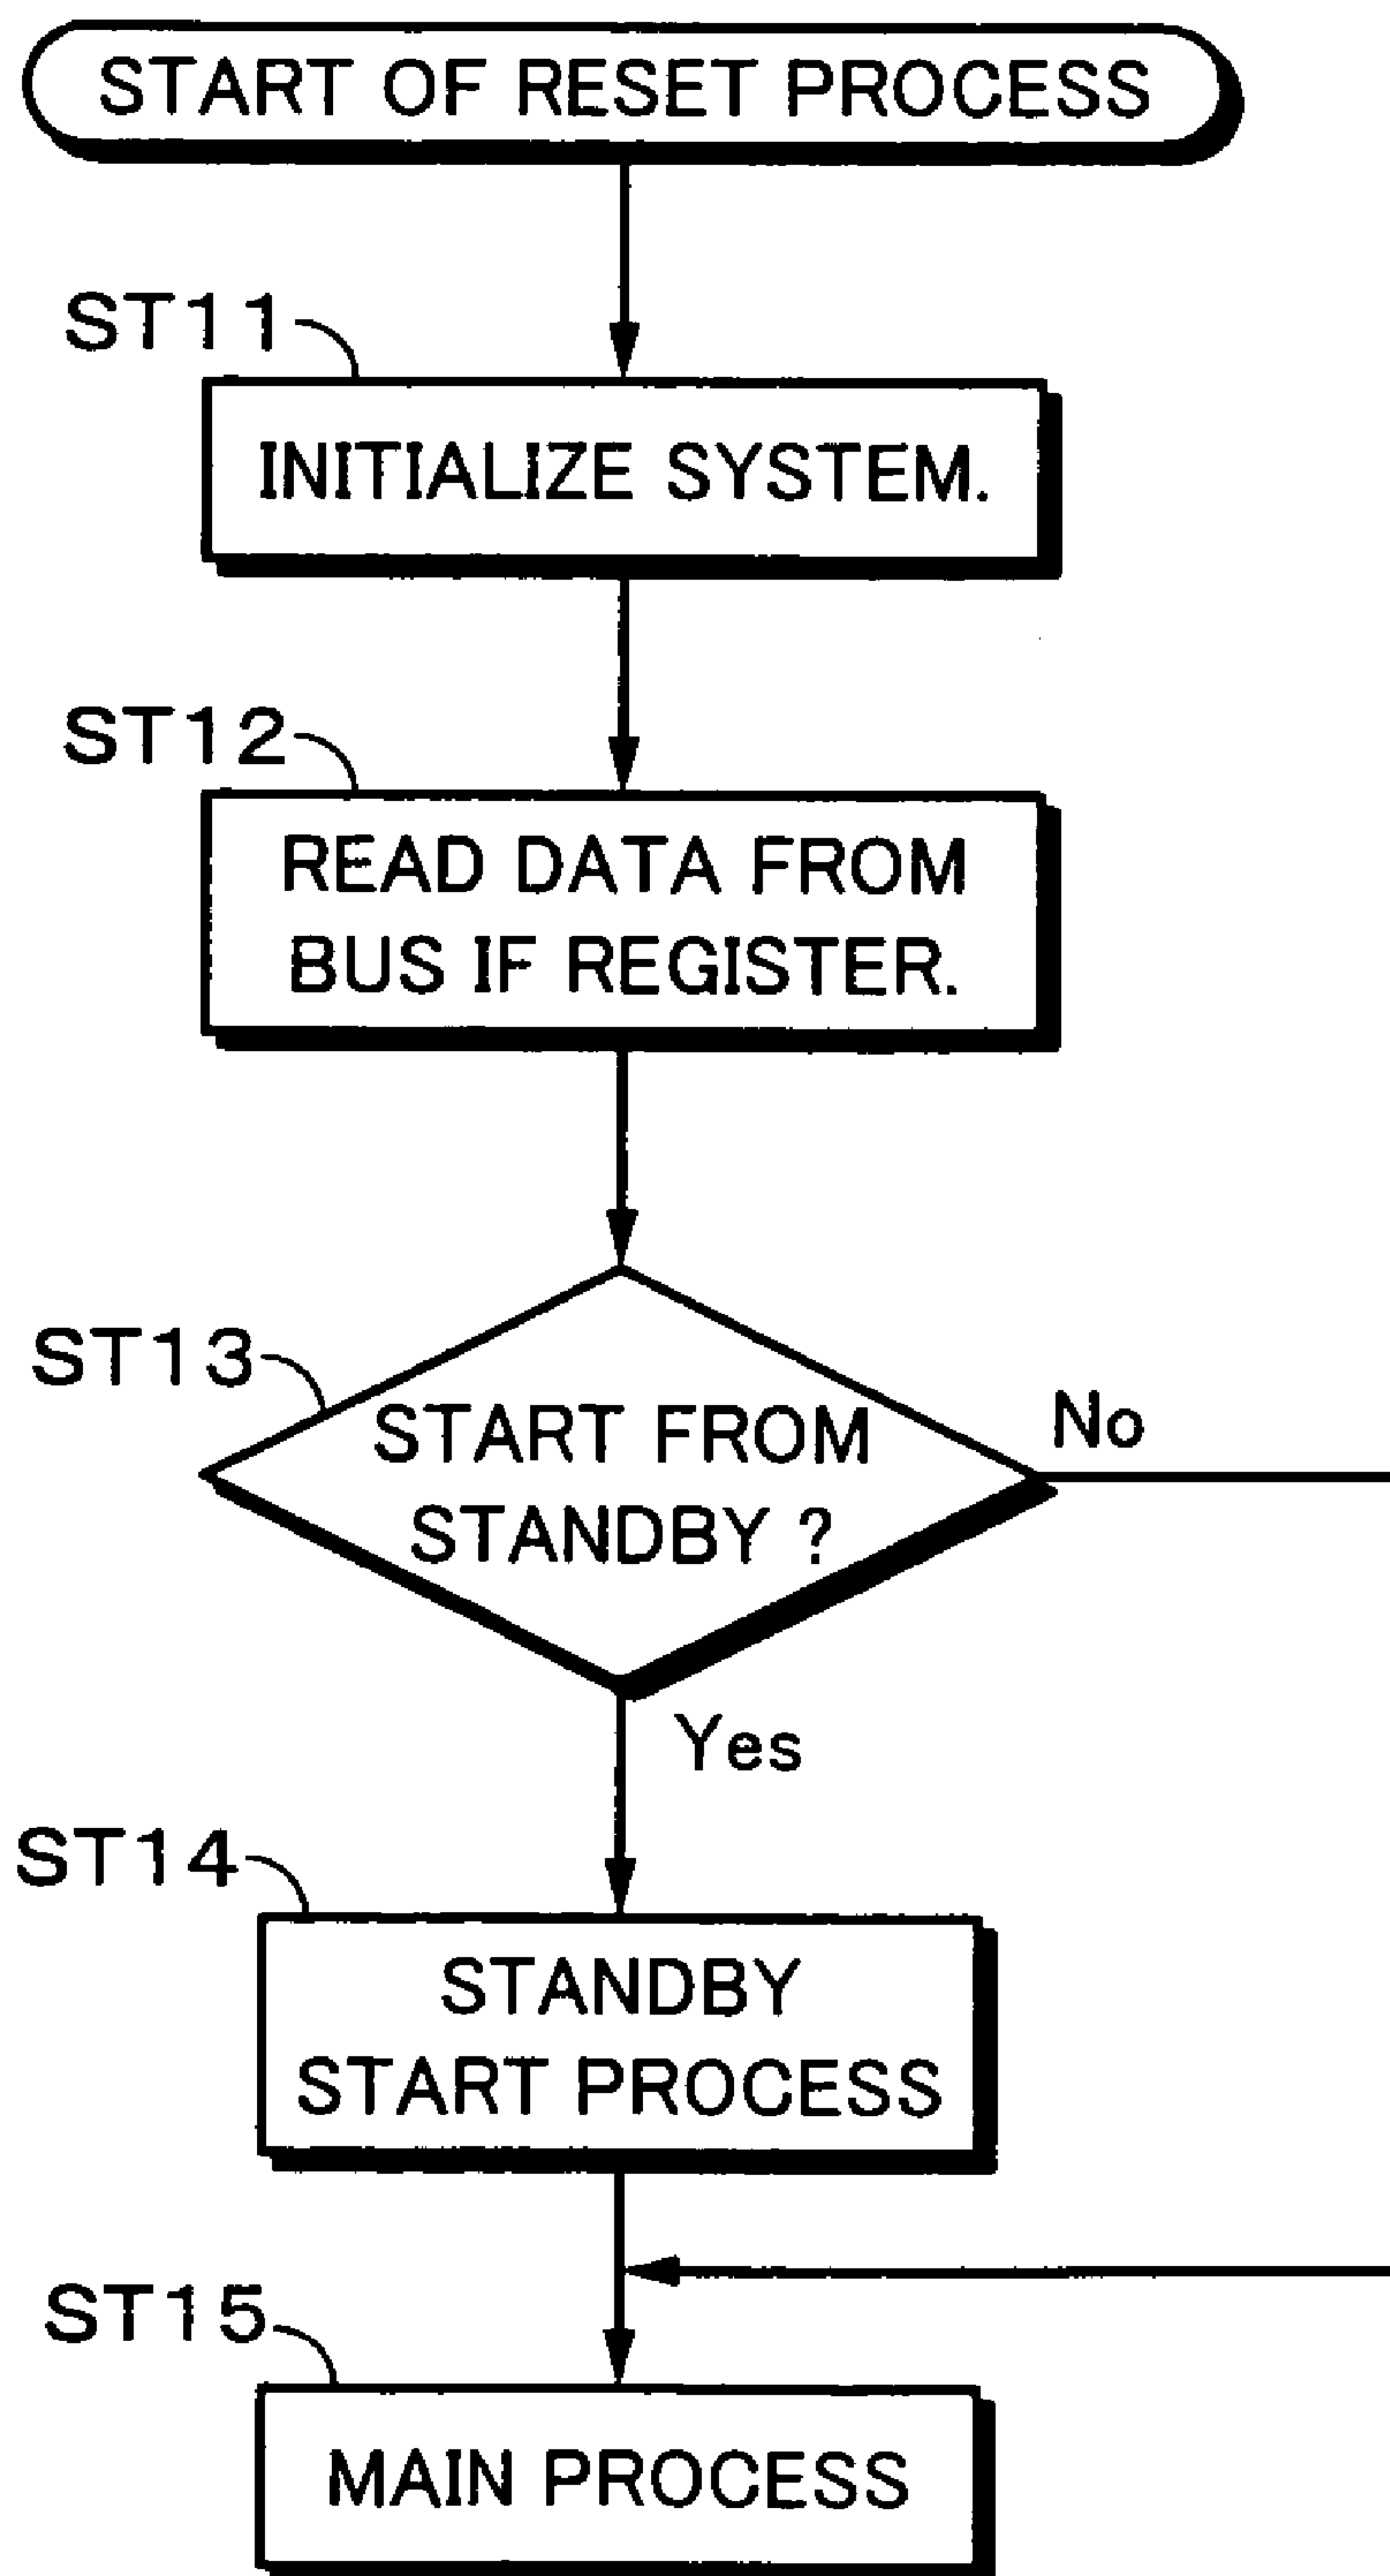 START OF RESET PROCESS
ST11
INITIALIZE SYSTEM.
ST12
READ DATA FROM
BUS IF REGISTER.
ST13
START FROM
STANDBY ?
No
Yes
ST14
STANDBY
START PROCESS
ST15
MAIN PROCESS